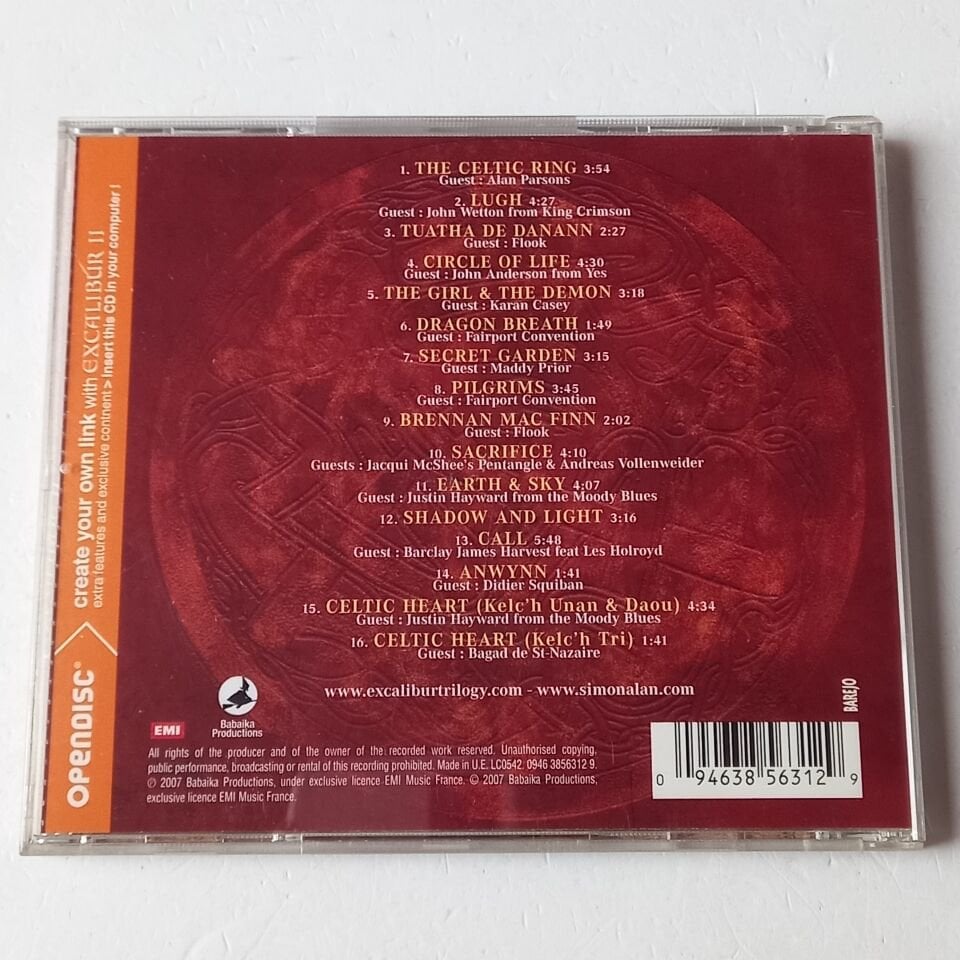 1. THE CELTIC RING 3:54
Guest : Alan Parsons
2. LUGH 4:27
Guest : John Wetton from King Crimson
3. TUATHA DE DANANN 2:27
Guest : Flook
4. CIRCLE OF LIFE 4:30
Guest : John Anderson from Yes
5. THE GIRL & THE DEMON 3:18
Guest : Karan Casey
6. DRAGON BREATH 1:49
Guest : Fairport Convention
7. SECRET GARDEN 3:15
Guest : Maddy Prior
8. PILGRIMS 3:45
Guest : Fairport Convention
9. BRENNAN MAC FINN 2:02
Guest : Flook
10. SACRIFICE 4:10
Guests : Jacqui McShee's Pentangle & Andreas Vollenweider
11. EARTH & SKY 4:07
Guest : Justin Hayward from the Moody Blues
12. SHADOW AND LIGHT 3:16
13. CALL 5:48
Guest : Barclay James Harvest feat Les Holroyd
14. ANWYNN 1:41
Guest : Didier Squiban
15. CELTIC HEART (Kelc'h Unan & Daou) 4:34
Guest : Justin Hayward from the Moody Blues
16. CELTIC HEART (Kelc'h Tri) 1:41
Guest : Bagad de St-Nazaire
www.excaliburtrilogy.com - www.simonalan.com
EMI
Babaika
Productions
All rights of the producer and of the owner of the recorded work reserved. Unauthorised copying,
public performance, broadcasting or rental of this recording prohibited. Made in U.E. LC0542. 0946 3856312 9.
℗ 2007 Babaika Productions, under exclusive licence EMI Music France. © 2007 Babaika Productions,
exclusive licence EMI Music France.
BAREJO
0 94638 56312 9
OPENDISC®
create your own link with EXCALIBUR II
extra features and exclusive continent > Insert this CD in your computer !